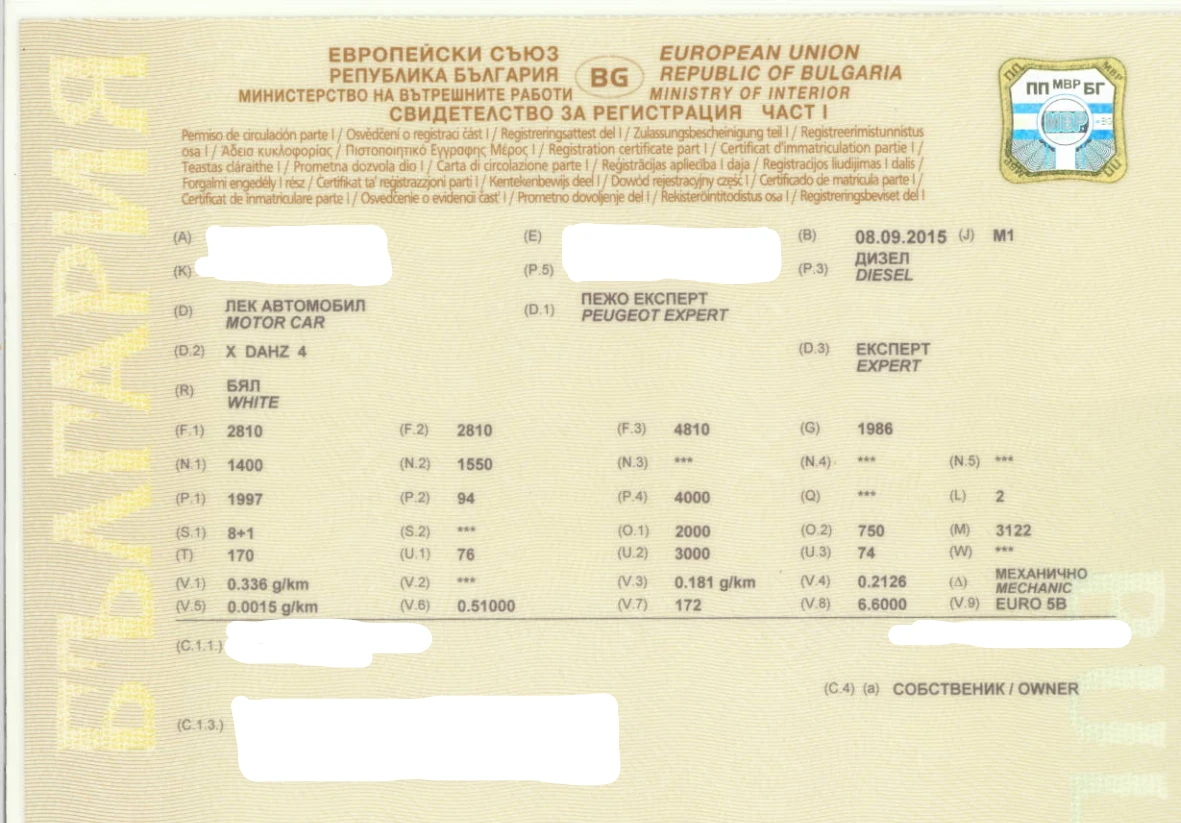 ЕВРОПЕЙСКИ СЪЮЗ
РЕПУБЛИКА БЪЛГАРИЯ
МИНИСТЕРСТВО НА ВЪТРЕШНИТЕ РАБОТИ
BG
EUROPEAN UNION
REPUBLIC OF BULGARIA
MINISTRY OF INTERIOR
СВИДЕТЕЛСТВО ЗА РЕГИСТРАЦИЯ ЧАСТ I
ПП МВР БГ
Permiso de circulación parte I / Osvědčení o registraci část I / Registreringsattest del I / Zulassungsbescheinigung teil I / Registreerimistunnistus
osa I / Άδεια κυκλοφορίας / Πιστοποιητικό Εγγραφης Μέρος I / Registration certificate part I / Certificat d'immatriculation partie I /
Teastas cláraithe I / Prometna dozvola dio I / Carta di circolazione parte I / Reģistrācijas apliecība I daļa / Registracijos liudijimas I dalis /
Forgalmi engedély I rész / Ċertifikat ta' reġistrazzjoni parti I / Kentekenbewijs deel I / Dowód rejestracyjny część I / Certificado de matrícula parte I /
Certificat de înmatriculare parte I / Osvedčenie o evidencii časť I / Prometno dovoljenje del I / Rekisteröintitodistus osa I / Registreringsbeviset del I
(A) (E) (B) 08.09.2015 (J) M1
(K) (P.5) (P.3) ДИЗЕЛ
DIESEL
(D) ЛЕК АВТОМОБИЛ (D.1) ПЕЖО ЕКСПЕРТ
MOTOR CAR PEUGEOT EXPERT
(D.2) X DAHZ 4 (D.3) ЕКСПЕРТ
EXPERT
(R) БЯЛ
WHITE
(F.1) 2810 (F.2) 2810 (F.3) 4810 (G) 1986
(N.1) 1400 (N.2) 1550 (N.3) *** (N.4) *** (N.5) ***
(P.1) 1997 (P.2) 94 (P.4) 4000 (Q) *** (L) 2
(S.1) 8+1 (S.2) *** (O.1) 2000 (O.2) 750 (M) 3122
(T) 170 (U.1) 76 (U.2) 3000 (U.3) 74 (W) ***
(V.1) 0.336 g/km (V.2) *** (V.3) 0.181 g/km (V.4) 0.2126 (Δ) МЕХАНИЧНО
MECHANIC
(V.5) 0.0015 g/km (V.6) 0.51000 (V.7) 172 (V.8) 6.6000 (V.9) EURO 5B
(C.1.1.)
(C.4) (a) СОБСТВЕНИК / OWNER
(C.1.3.)
БЪЛГАРИЯ